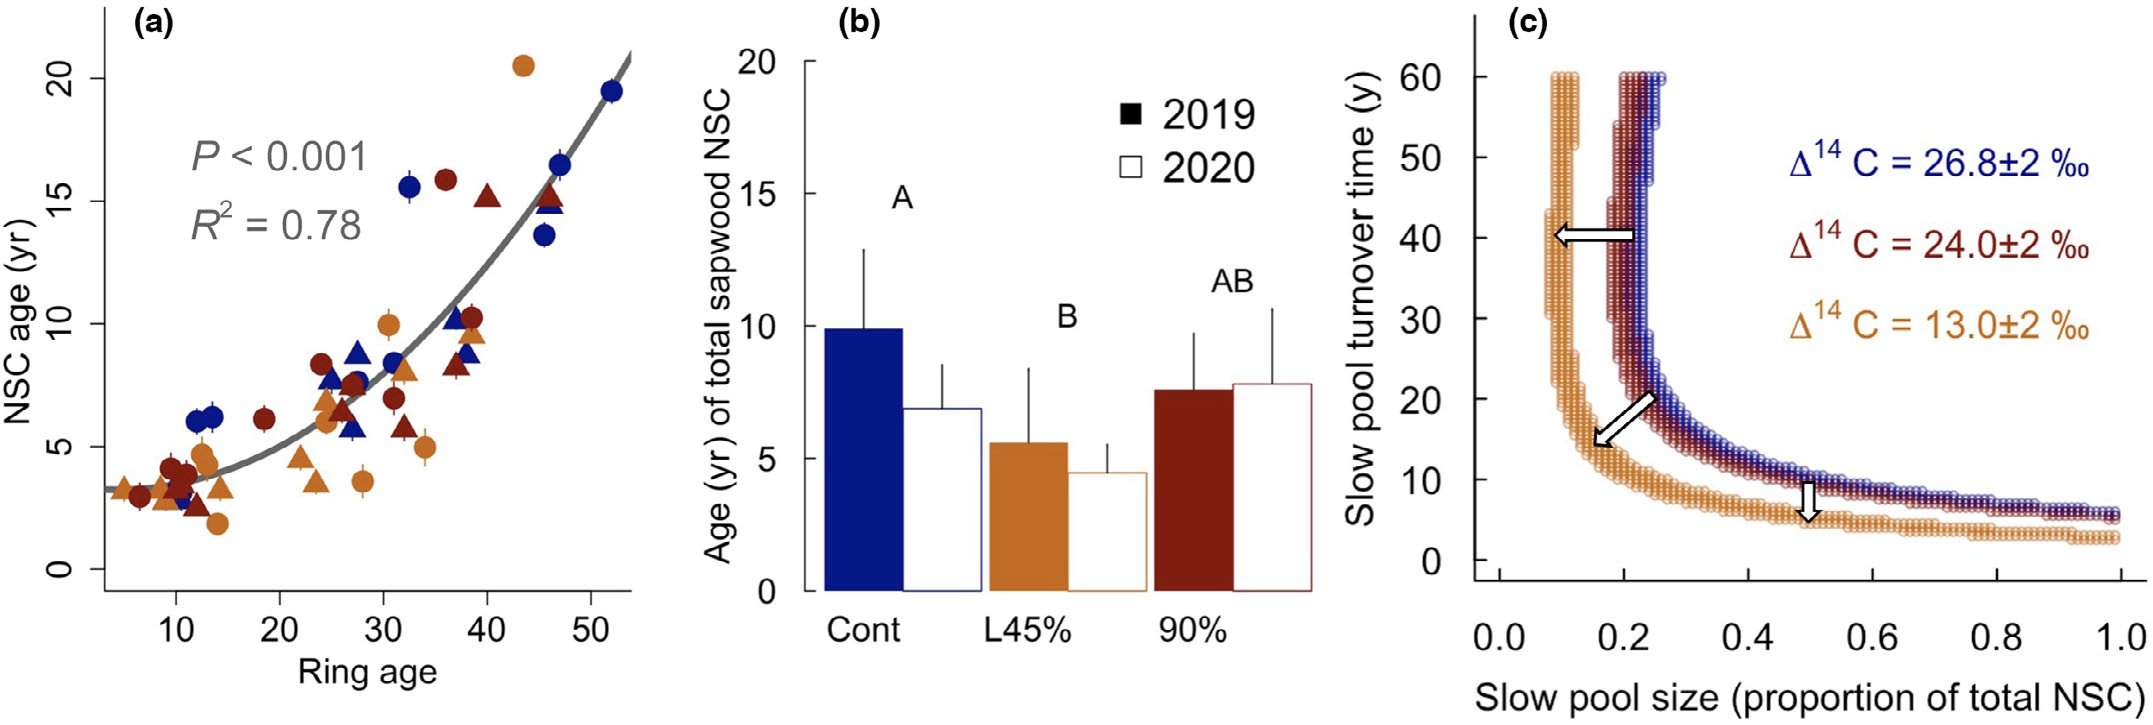 (a)
NSC age (yr)
20
15
10
5
0
P < 0.001
R² = 0.78
10 20 30 40 50
Ring age
(b)
Age (yr) of total sapwood NSC
20
15
10
5
0
2019
2020
A
B
AB
Cont L45% 90%
(c)
Slow pool turnover time (y)
60
50
40
30
20
10
0
Δ¹⁴ C = 26.8±2 ‰
Δ¹⁴ C = 24.0±2 ‰
Δ¹⁴ C = 13.0±2 ‰
0.0 0.2 0.4 0.6 0.8 1.0
Slow pool size (proportion of total NSC)